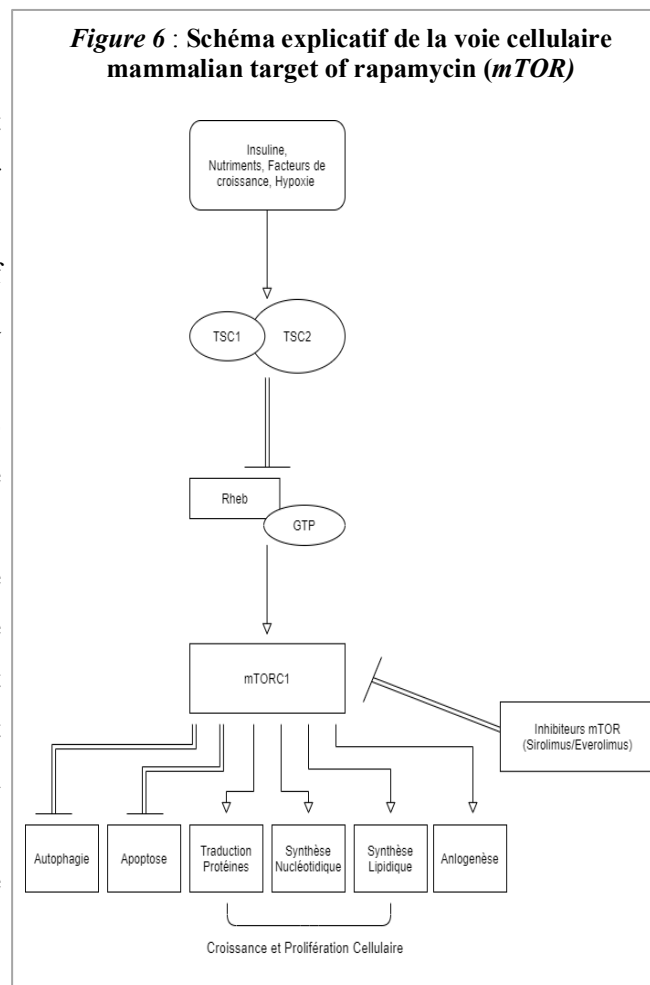 Figure 6 : Schéma explicatif de la voie cellulaire
mammalian target of rapamycin (mTOR)
Insuline,
Nutriments, Facteurs de
croissance, Hypoxie
TSC1
TSC2
Rheb
GTP
mTORC1
Inhibiteurs mTOR
(Sirolimus/Everolimus)
Autophagie
Apoptose
Traduction
Protéines
Synthèse
Nucléotidique
Synthèse
Lipidique
Anlogenèse
Croissance et Prolifération Cellulaire